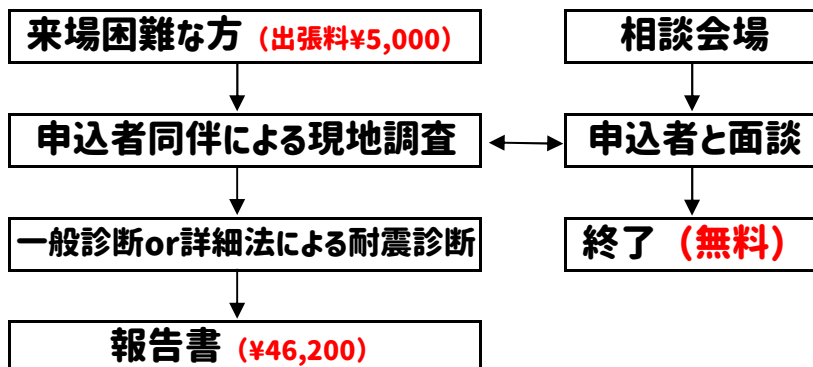 来場困難な方（出張料¥5,000）
相談会場
申込者同伴による現地調査
申込者と面談
一般診断or詳細法による耐震診断
終了（無料）
報告書（¥46,200）